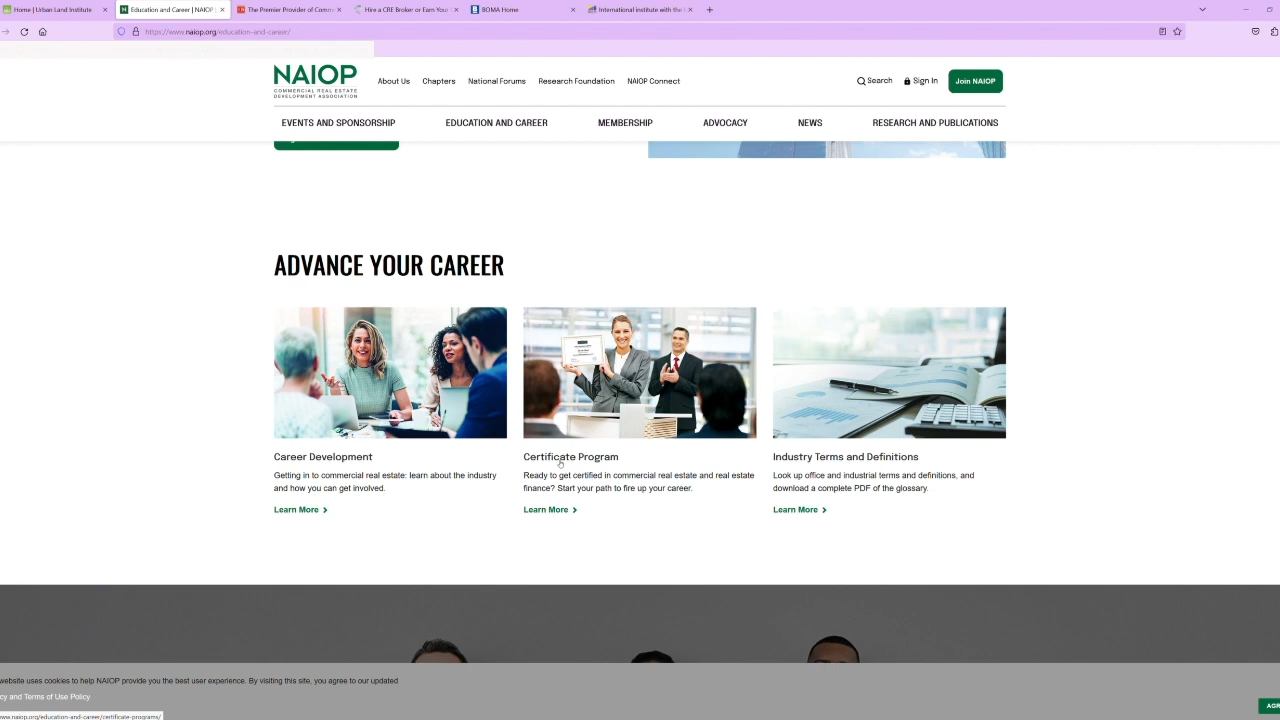 Home | Urban Land Institute
Education and Career | NAIOP |
The Premier Provider of Comme
Hire a CRE Broker or Earn Your
BOMA Home
International institute with the
https://www.naiop.org/education-and-career/
NAIOP
COMMERCIAL REAL ESTATE
DEVELOPMENT ASSOCIATION
About Us
Chapters
National Forums
Research Foundation
NAIOP Connect
Search
Sign In
Join NAIOP
EVENTS AND SPONSORSHIP
EDUCATION AND CAREER
MEMBERSHIP
ADVOCACY
NEWS
RESEARCH AND PUBLICATIONS
ADVANCE YOUR CAREER
Career Development
Getting in to commercial real estate: learn about the industry
and how you can get involved.
Learn More
Certificate Program
Ready to get certified in commercial real estate and real estate
finance? Start your path to fire up your career.
Learn More
Industry Terms and Definitions
Look up office and industrial terms and definitions, and
download a complete PDF of the glossary.
Learn More
website uses cookies to help NAIOP provide you the best user experience. By visiting this site, you agree to our updated
cy and Terms of Use Policy
AGR
ww.naiop.org/education-and-career/certificate-programs/